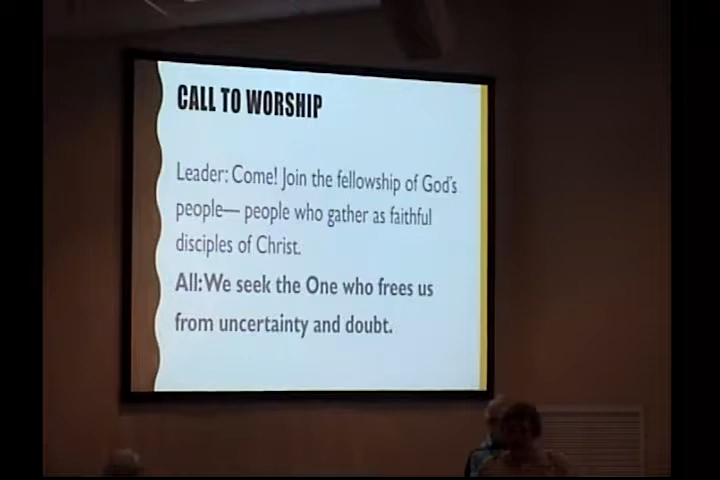 CALL TO WORSHIP
Leader: Come! Join the fellowship of God's
people— people who gather as faithful
disciples of Christ.
All: We seek the One who frees us
from uncertainty and doubt.